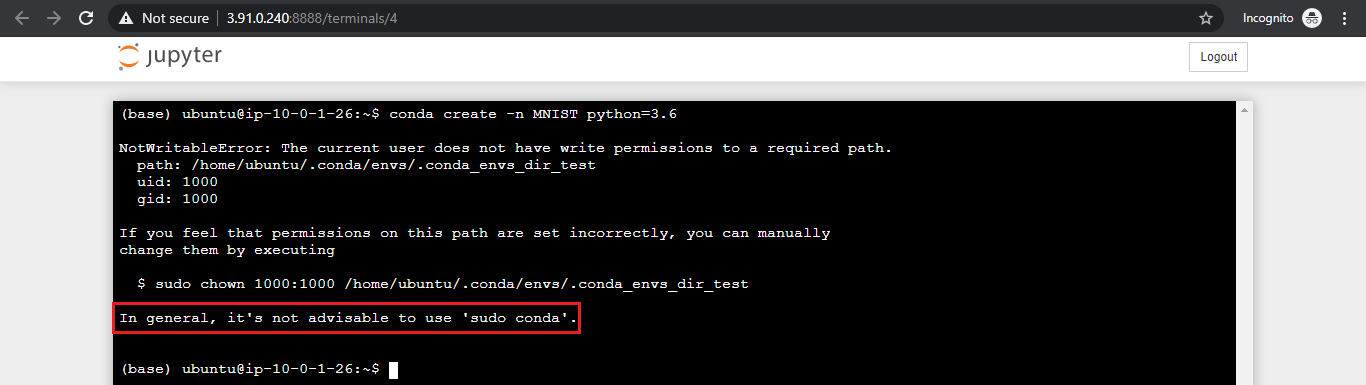 Not secure | 3.91.0.240:8888/terminals/4
Incognito
jupyter
Logout
(base) ubuntu@ip-10-0-1-26:~$ conda create -n MNIST python=3.6
NotWritableError: The current user does not have write permissions to a required path.
path: /home/ubuntu/.conda/envs/.conda_envs_dir_test
uid: 1000
gid: 1000
If you feel that permissions on this path are set incorrectly, you can manually
change them by executing
$ sudo chown 1000:1000 /home/ubuntu/.conda/envs/.conda_envs_dir_test
In general, it's not advisable to use 'sudo conda'.
(base) ubuntu@ip-10-0-1-26:~$